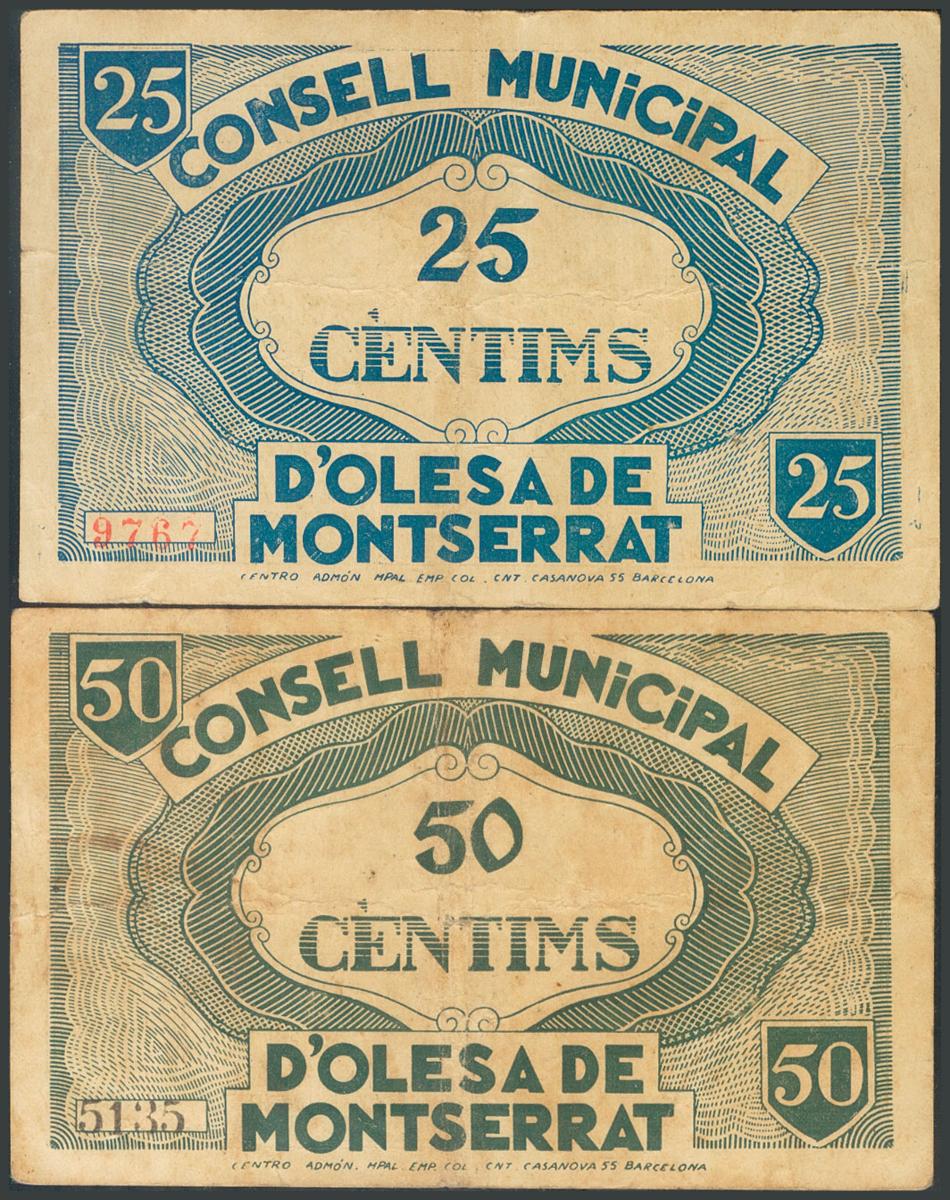 25
CONSELL MUNiCiPAL
25
CÈNTIMS
D'OLESA DE
MONTSERRAT
25
9767
CENTRO ADMÓN MPAL EMP. COL. CNT. CASANOVA 55 BARCELONA
50
CONSELL MUNiCiPAL
50
CÈNTIMS
D'OLESA DE
MONTSERRAT
50
5135
CENTRO ADMÓN. MPAL. EMP. COL. CNT. CASANOVA 55 BARCELONA